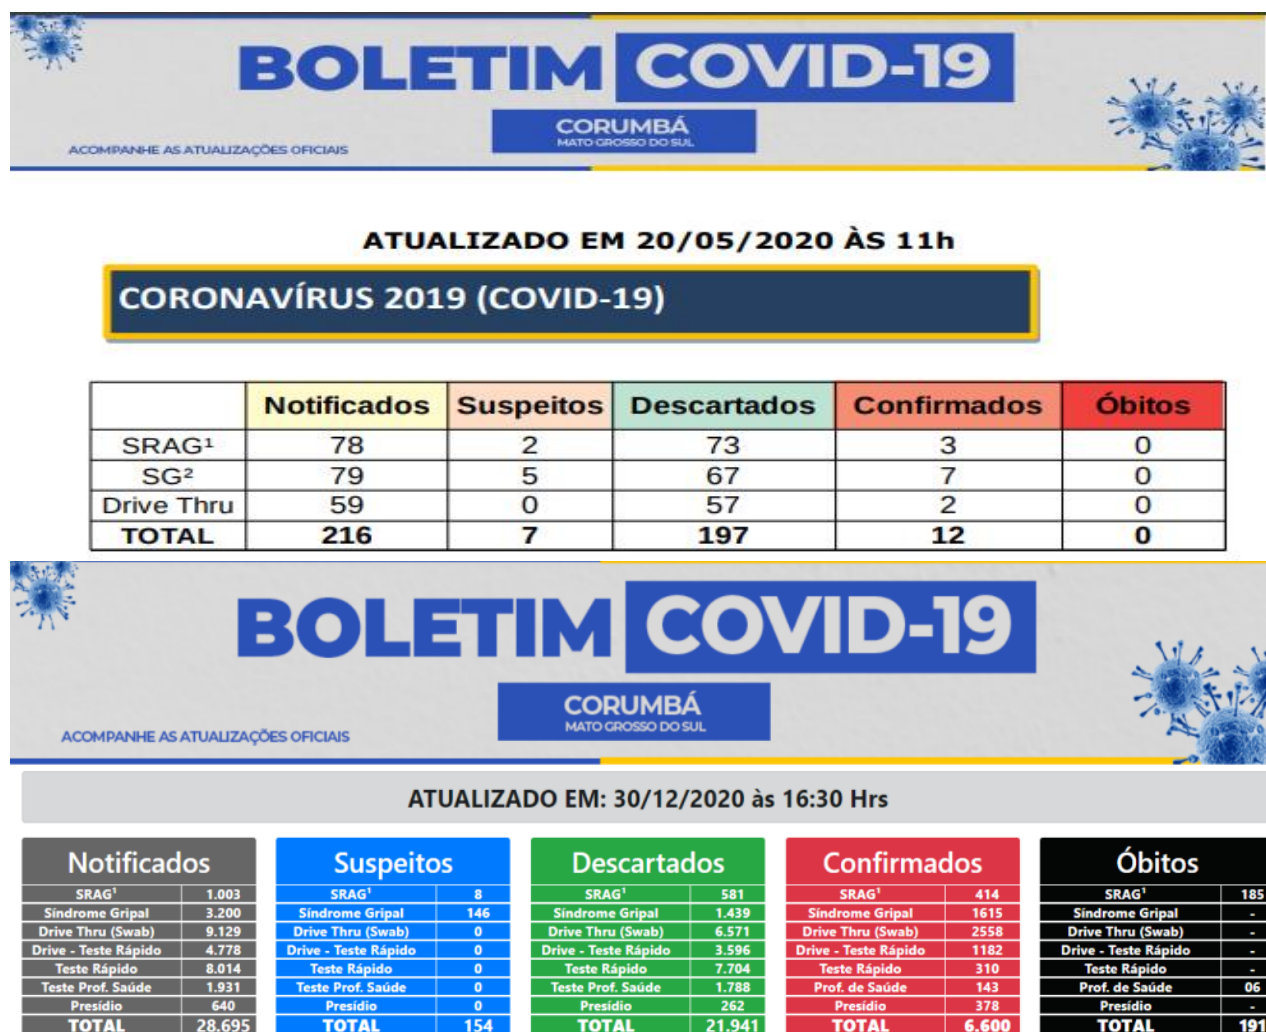 BOLETIM COVID-19
CORUMBÁ
MATO GROSSO DO SUL
ACOMPANHE AS ATUALIZAÇÕES OFICIAIS
ATUALIZADO EM 20/05/2020 ÀS 11h
CORONAVÍRUS 2019 (COVID-19)
Notificados Suspeitos Descartados Confirmados Óbitos
SRAG¹ 78 2 73 3 0
SG² 79 5 67 7 0
Drive Thru 59 0 57 2 0
TOTAL 216 7 197 12 0
BOLETIM COVID-19
CORUMBÁ
MATO GROSSO DO SUL
ACOMPANHE AS ATUALIZAÇÕES OFICIAIS
ATUALIZADO EM: 30/12/2020 às 16:30 Hrs
Notificados Suspeitos Descartados Confirmados Óbitos
SRAG¹ 1.003 SRAG¹ 8 SRAG¹ 581 SRAG¹ 414 SRAG¹ 185
Síndrome Gripal 3.200 Síndrome Gripal 146 Síndrome Gripal 1.439 Síndrome Gripal 1615 Síndrome Gripal -
Drive Thru (Swab) 9.129 Drive Thru (Swab) 0 Drive Thru (Swab) 6.571 Drive Thru (Swab) 2558 Drive Thru (Swab) -
Drive - Teste Rápido 4.778 Drive - Teste Rápido 0 Drive - Teste Rápido 3.596 Drive - Teste Rápido 1182 Drive - Teste Rápido -
Teste Rápido 8.014 Teste Rápido 0 Teste Rápido 7.704 Teste Rápido 310 Teste Rápido -
Teste Prof. Saúde 1.931 Teste Prof. Saúde 0 Teste Prof. Saúde 1.788 Prof. de Saúde 143 Prof. de Saúde 06
Presídio 640 Presídio 0 Presídio 262 Presídio 378 Presídio -
TOTAL 28.695 TOTAL 154 TOTAL 21.941 TOTAL 6.600 TOTAL 191